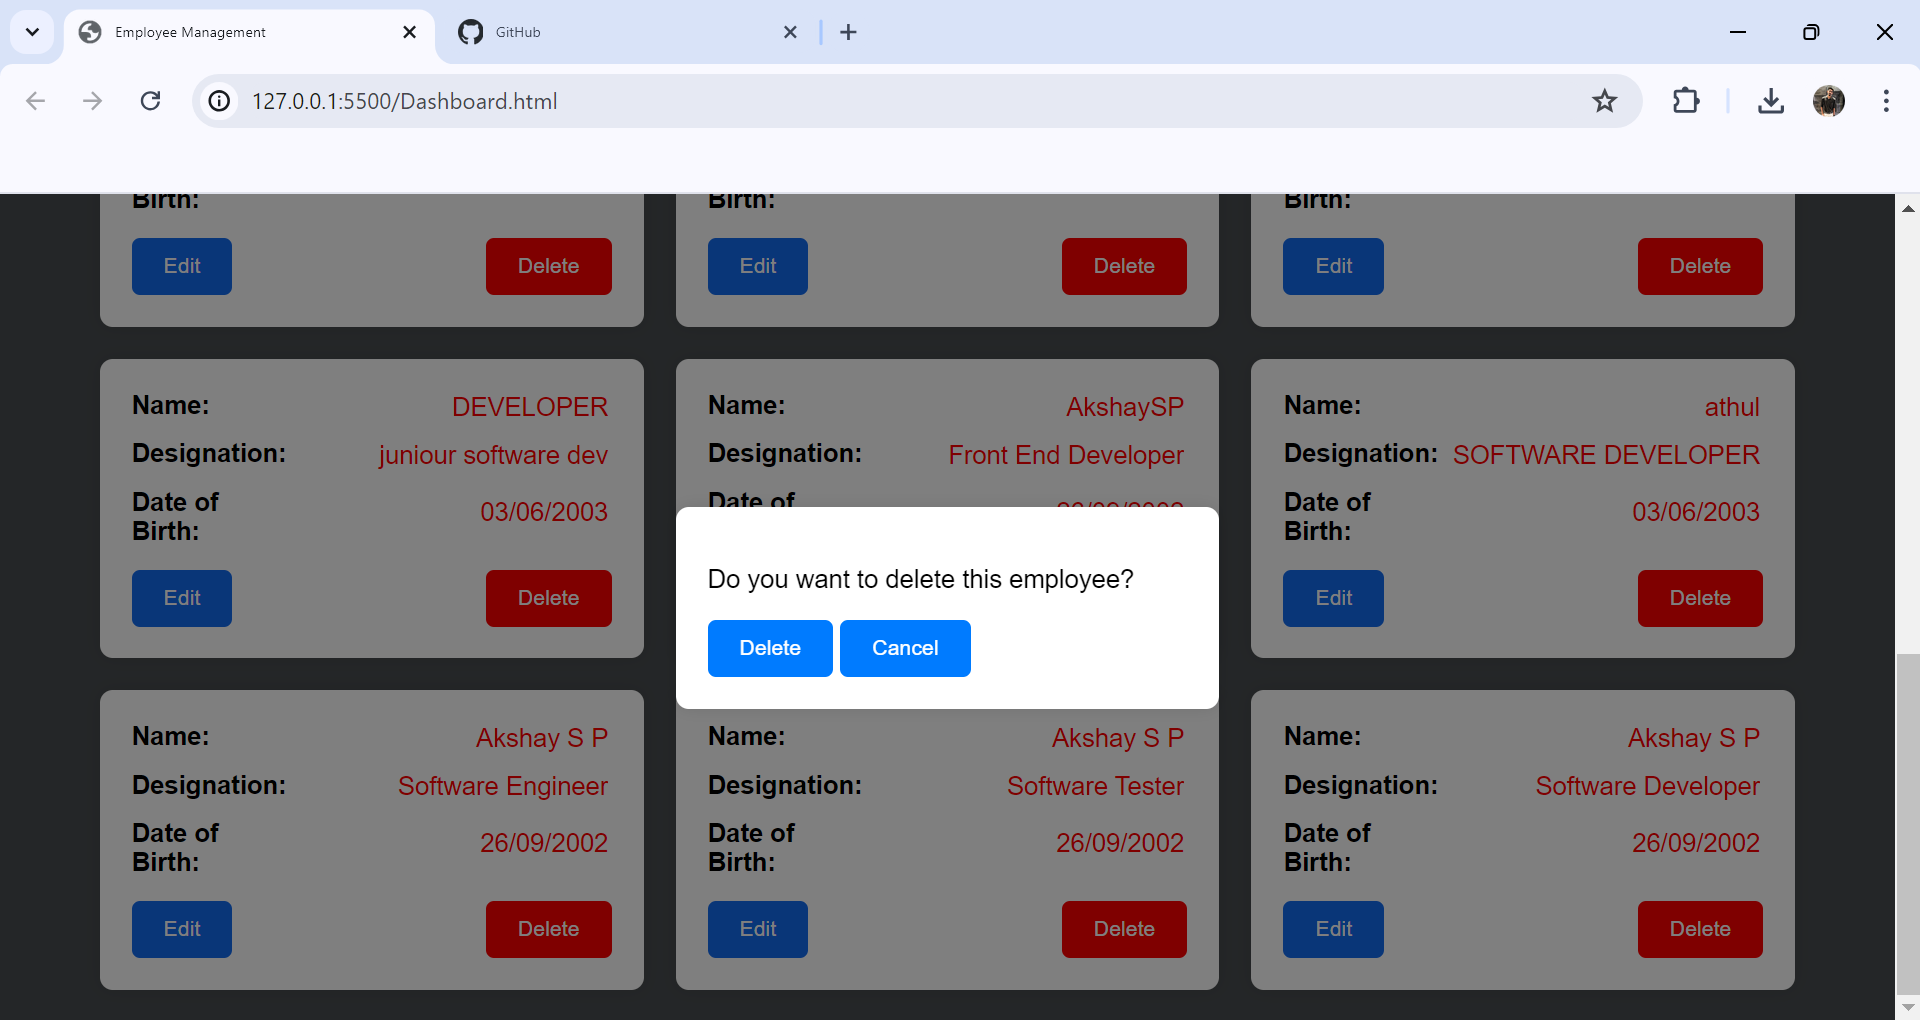 Employee Management
GitHub
127.0.0.1:5500/Dashboard.html
Birth:
Birth:
Birth:
Edit Delete
Edit Delete
Edit Delete
Name: DEVELOPER
Designation: juniour software dev
Date of
Birth: 03/06/2003
Edit Delete
Name: AkshaySP
Designation: Front End Developer
Date of
Name: athul
Designation: SOFTWARE DEVELOPER
Date of
Birth: 03/06/2003
Edit Delete
Do you want to delete this employee?
Delete Cancel
Name: Akshay S P
Designation: Software Engineer
Date of
Birth: 26/09/2002
Edit Delete
Name: Akshay S P
Designation: Software Tester
Date of
Birth: 26/09/2002
Edit Delete
Name: Akshay S P
Designation: Software Developer
Date of
Birth: 26/09/2002
Edit Delete